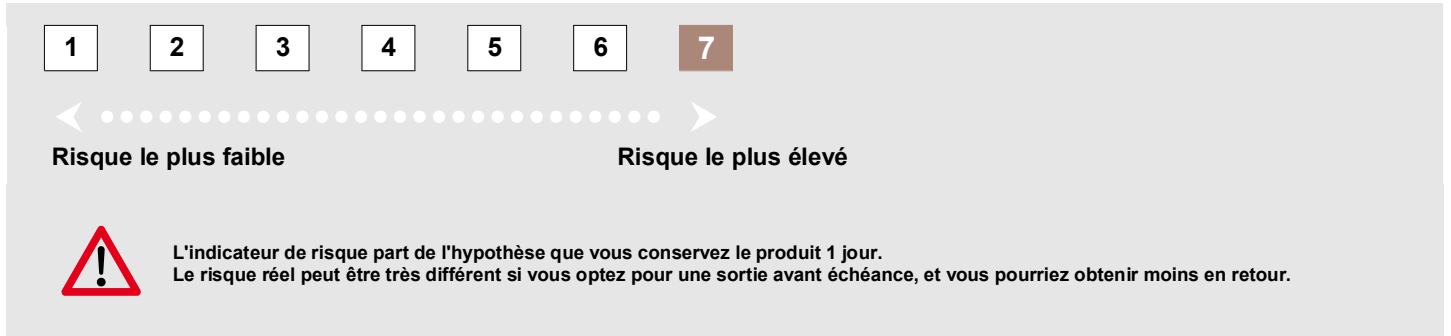 1 2 3 4 5 6 7
Risque le plus faible Risque le plus élevé
L'indicateur de risque part de l'hypothèse que vous conservez le produit 1 jour.
Le risque réel peut être très différent si vous optez pour une sortie avant échéance, et vous pourriez obtenir moins en retour.